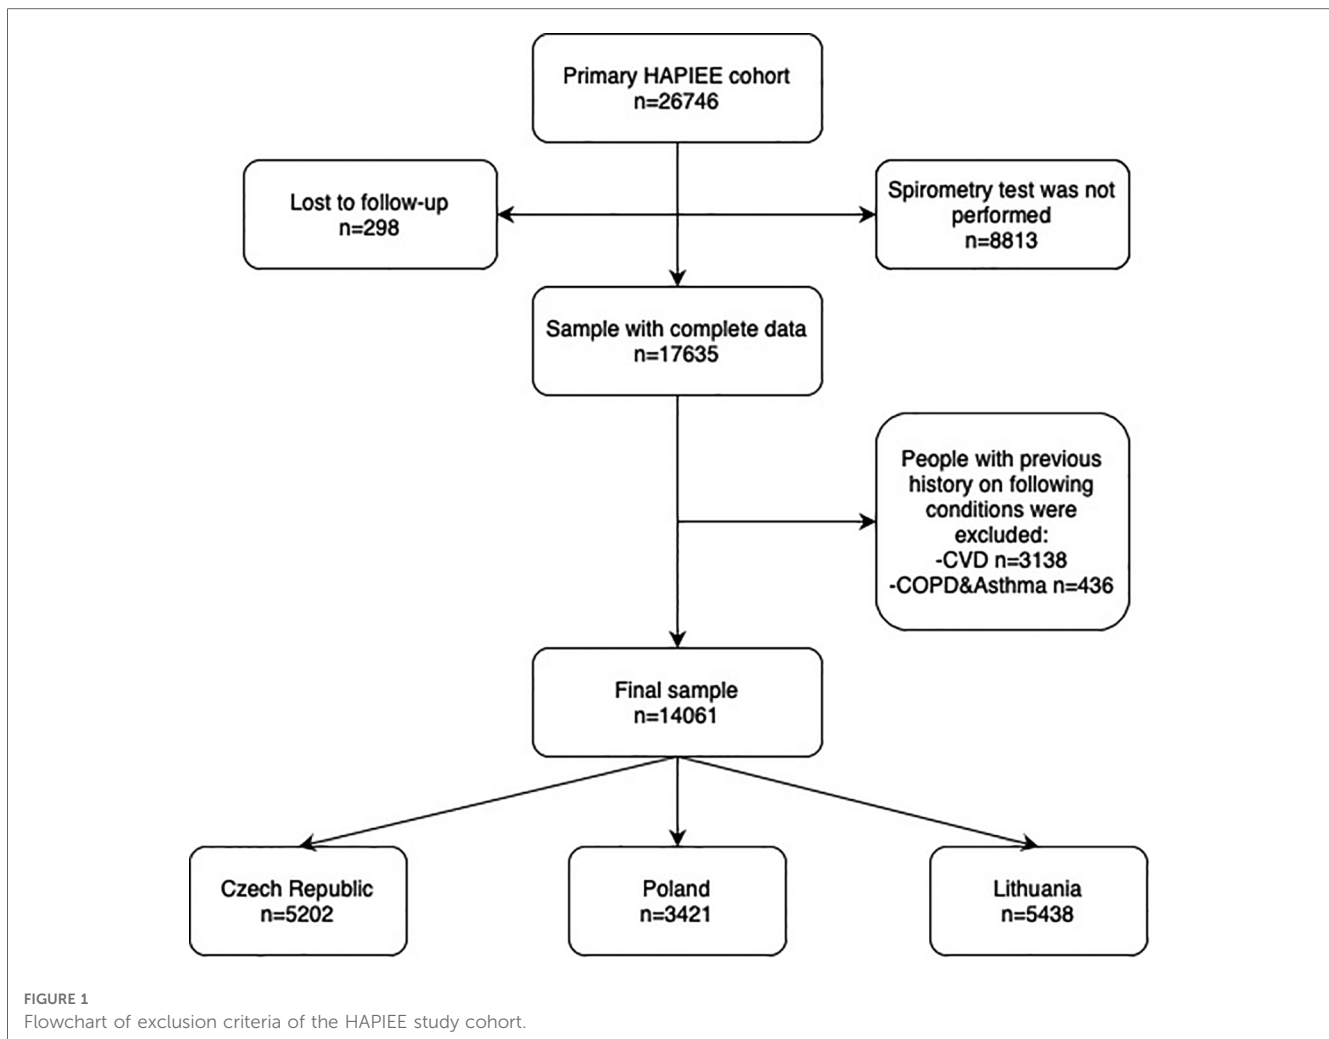 Primary HAPIEE cohort
n=26746
Lost to follow-up
n=298
Spirometry test was not
performed
n=8813
Sample with complete data
n=17635
People with previous
history on following
conditions were
excluded:
-CVD n=3138
-COPD&Asthma n=436
Final sample
n=14061
Czech Republic
n=5202
Poland
n=3421
Lithuania
n=5438
FIGURE 1
Flowchart of exclusion criteria of the HAPIEE study cohort.